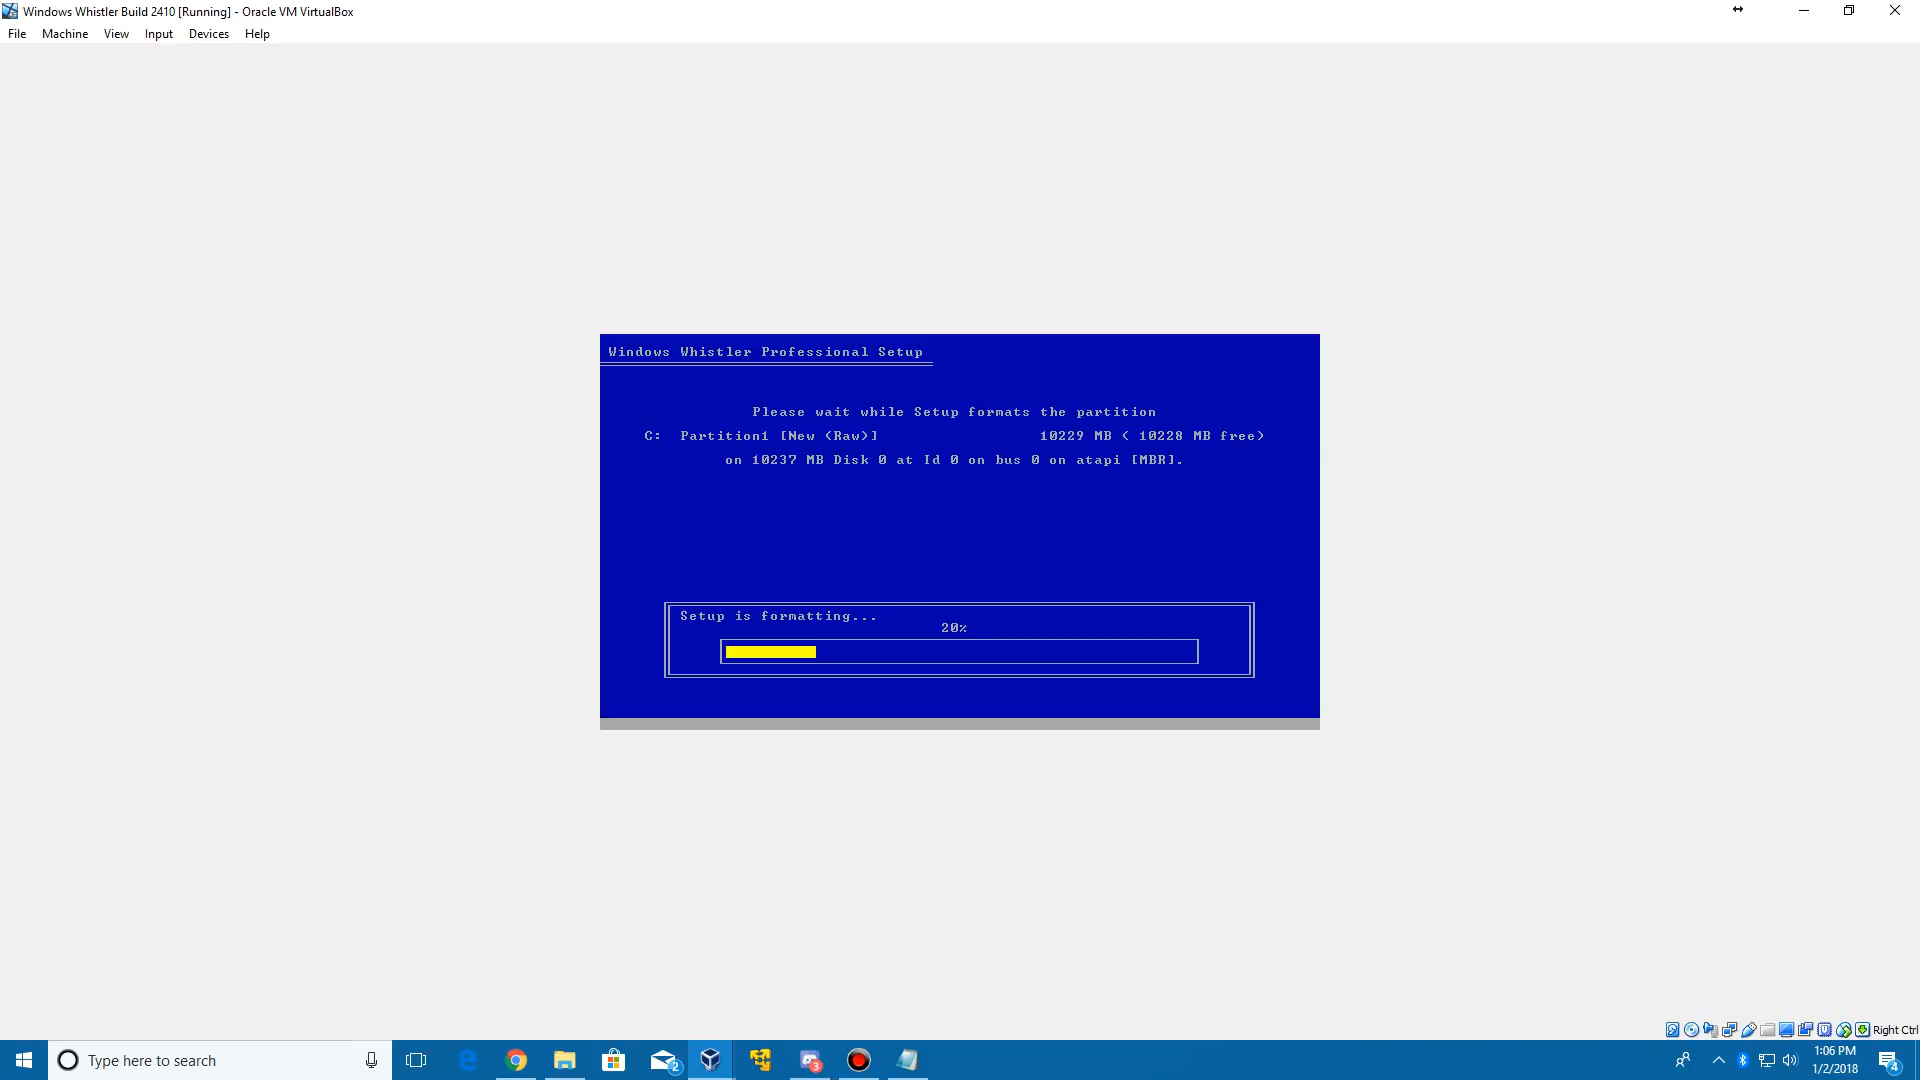 Windows Whistler Build 2410 [Running] - Oracle VM VirtualBox
File Machine View Input Devices Help
Windows Whistler Professional Setup
Please wait while Setup formats the partition
C: Partition1 [New (Raw)] 10229 MB ( 10228 MB free)
on 10237 MB Disk 0 at Id 0 on bus 0 on atapi [MBR].
Setup is formatting...
20%
Right Ctrl
Type here to search
2
3
1:06 PM
1/2/2018
4